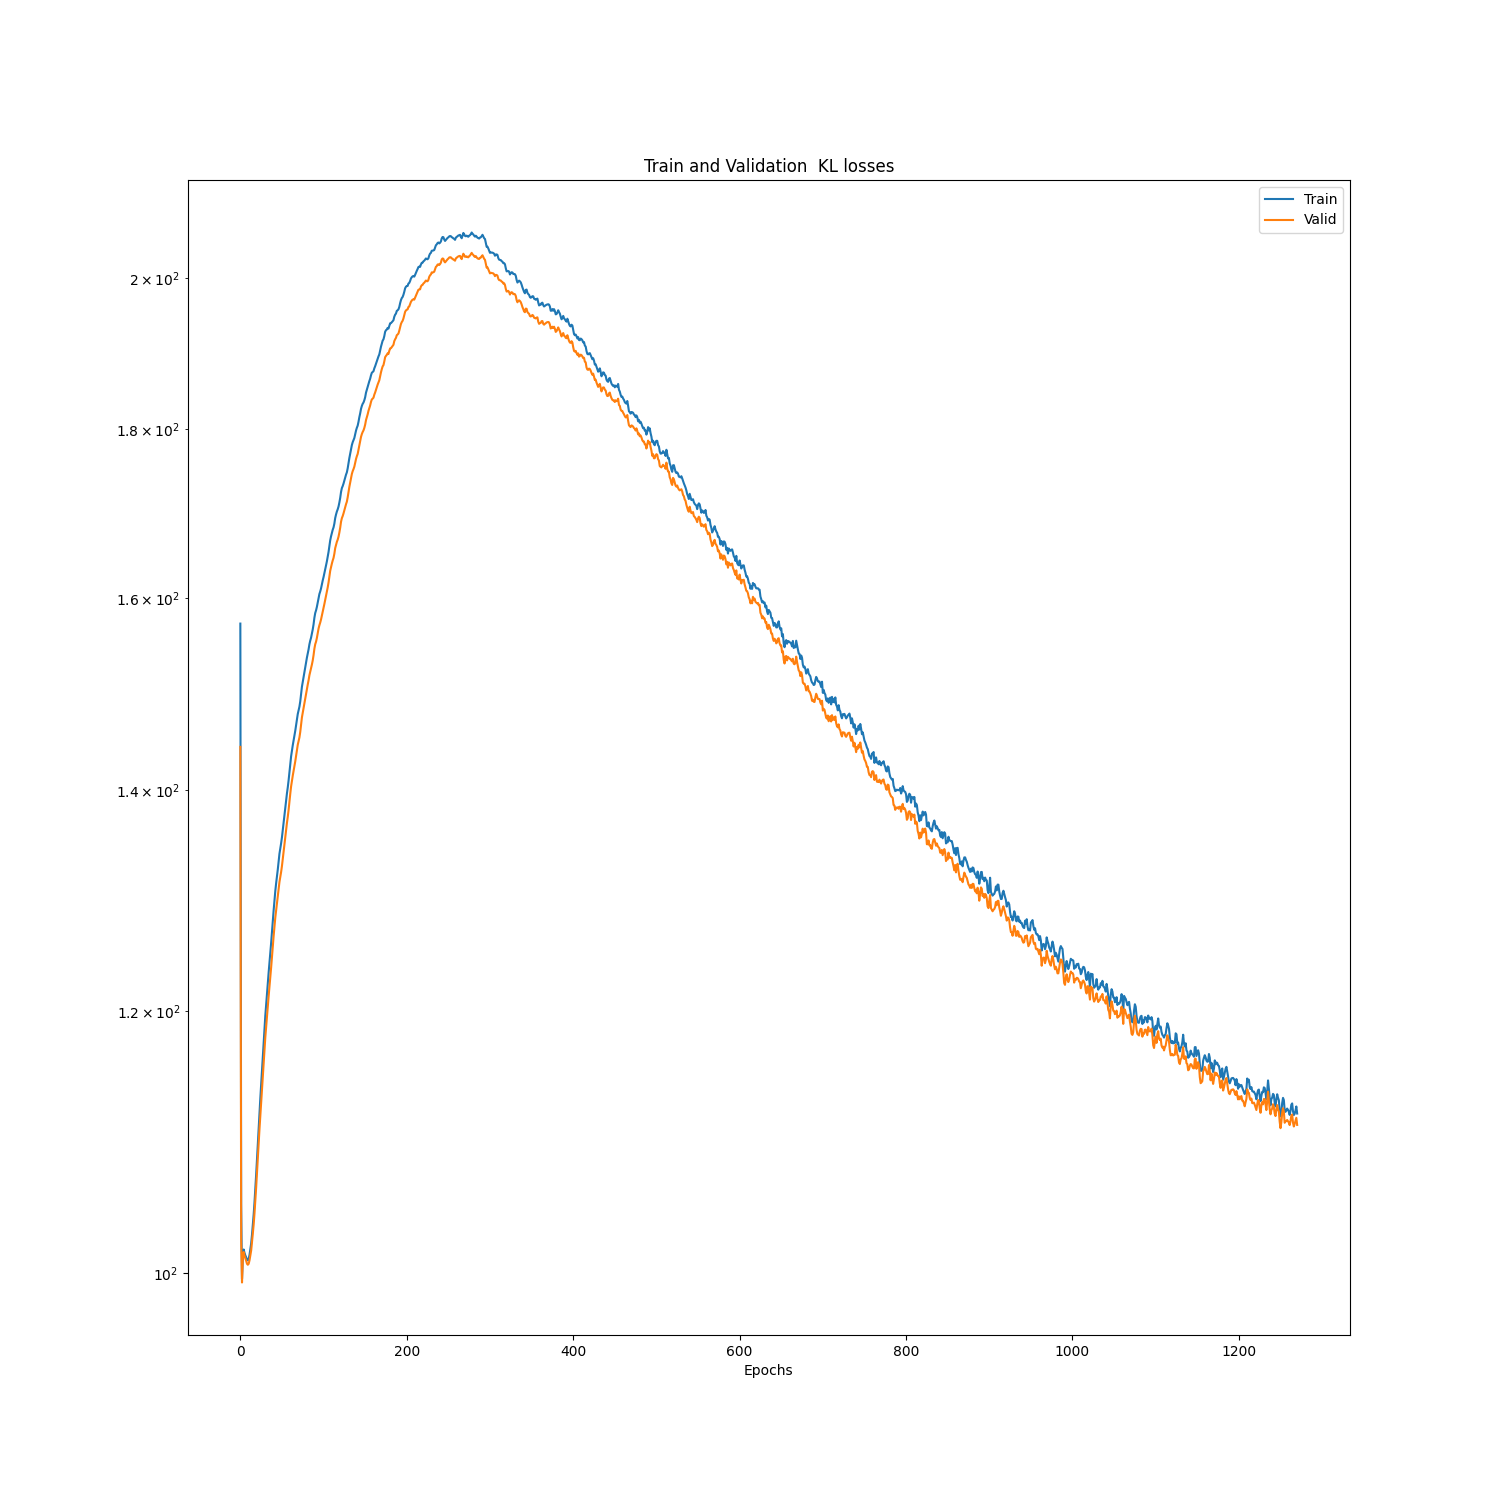 Train and Validation  KL losses
Train
Valid
2 × 10²
1.8 × 10²
1.6 × 10²
1.4 × 10²
1.2 × 10²
10²
0 200 400 600 800 1000 1200
Epochs